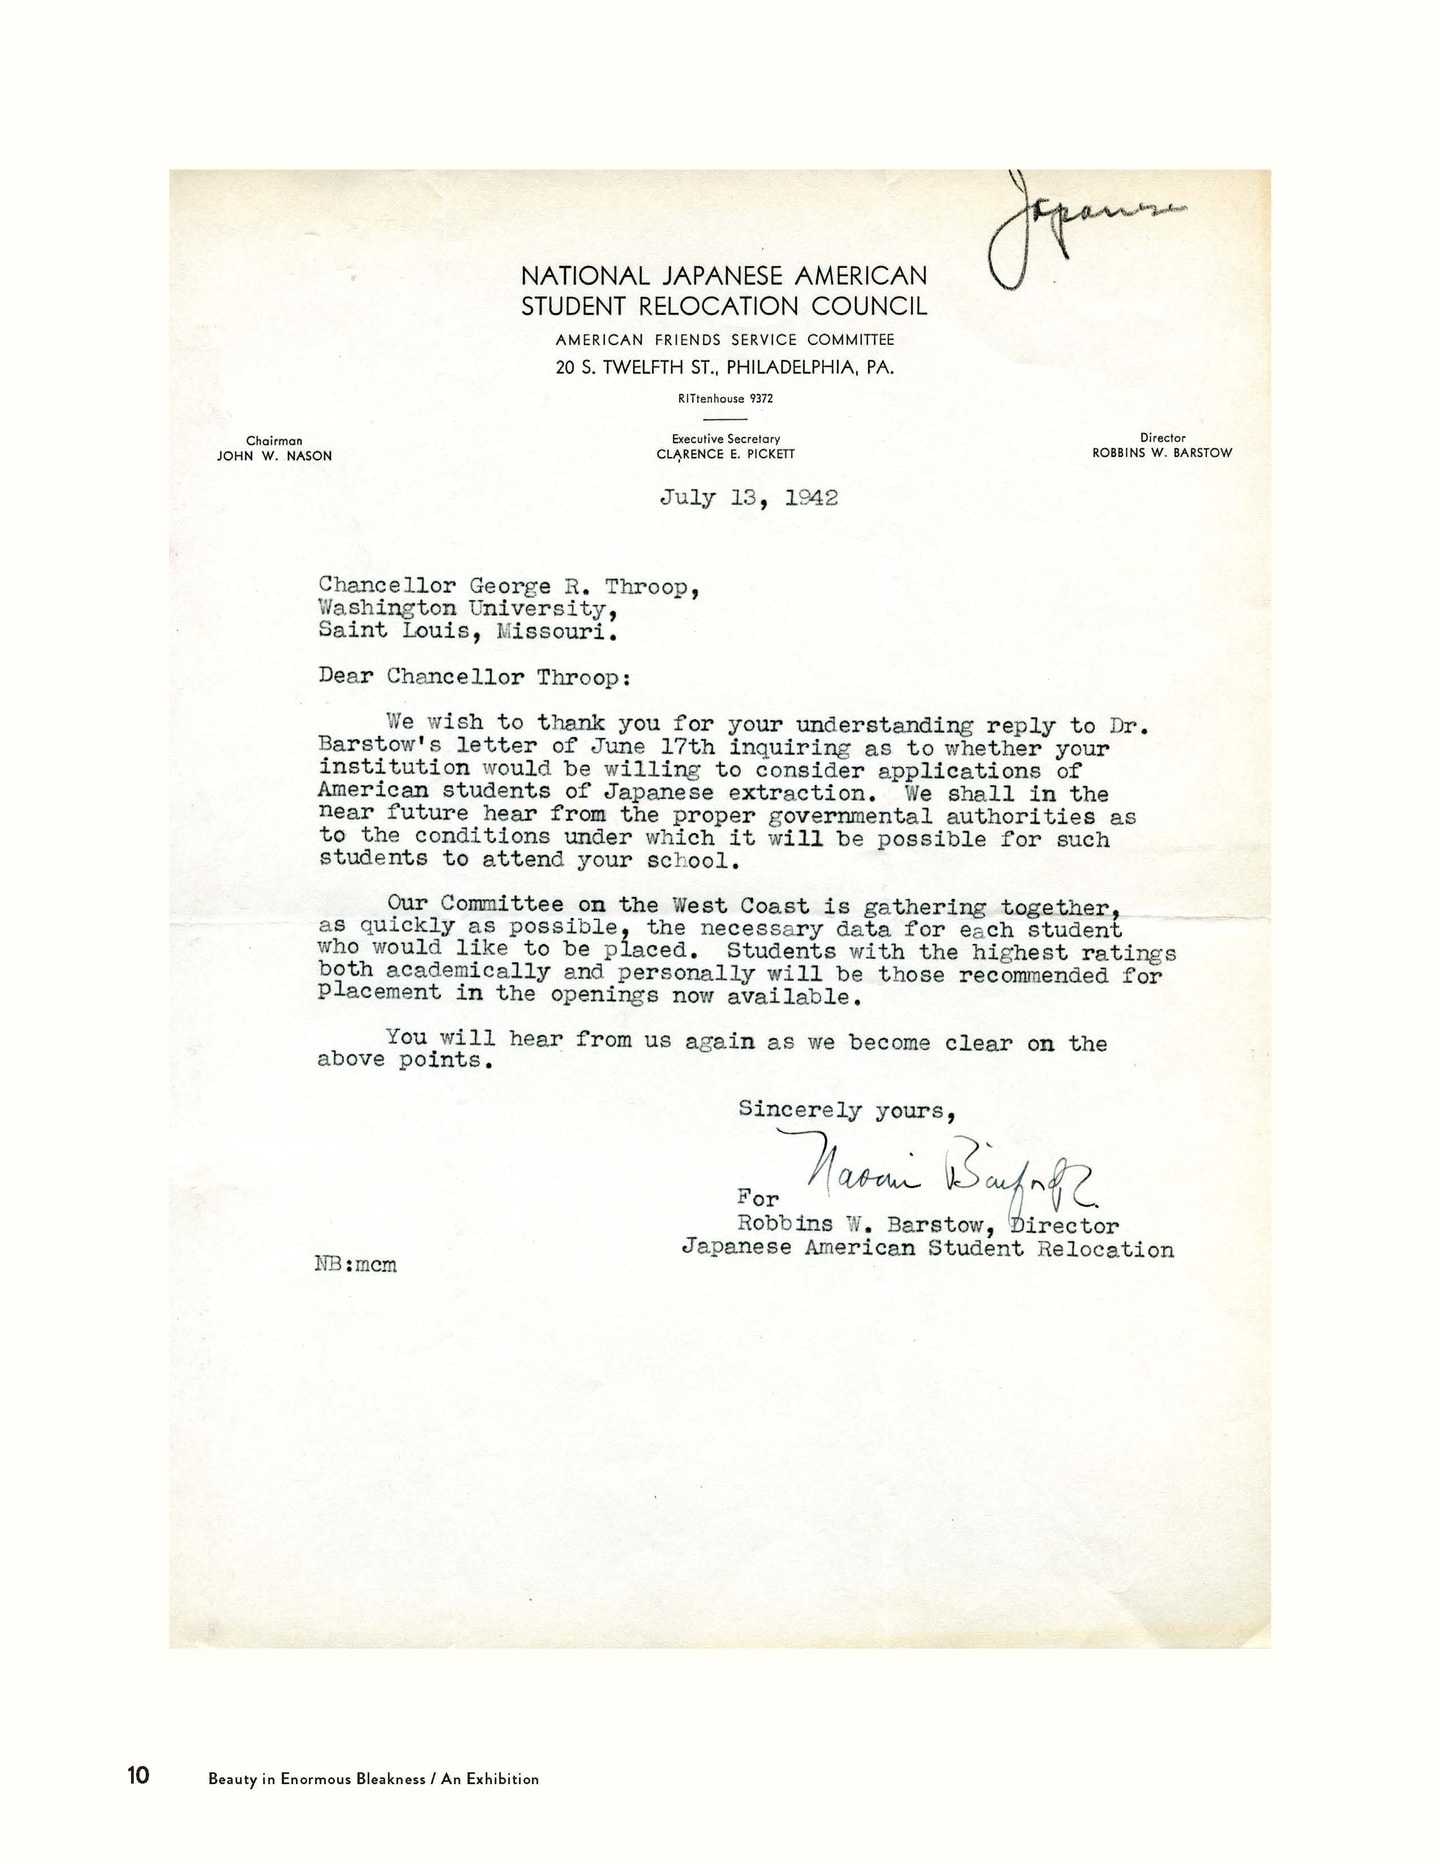 Japanese
NATIONAL JAPANESE AMERICAN
STUDENT RELOCATION COUNCIL
AMERICAN FRIENDS SERVICE COMMITTEE
20 S. TWELFTH ST., PHILADELPHIA, PA.
RITtenhouse 9372
Chairman
JOHN W. NASON
Executive Secretary
CLARENCE E. PICKETT
Director
ROBBINS W. BARSTOW
July 13, 1942
Chancellor George R. Throop,
Washington University,
Saint Louis, Missouri.
Dear Chancellor Throop:
We wish to thank you for your understanding reply to Dr.
Barstow's letter of June 17th inquiring as to whether your
institution would be willing to consider applications of
American students of Japanese extraction. We shall in the
near future hear from the proper governmental authorities as
to the conditions under which it will be possible for such
students to attend your school.
Our Committee on the West Coast is gathering together,
as quickly as possible, the necessary data for each student
who would like to be placed. Students with the highest ratings
both academically and personally will be those recommended for
placement in the openings now available.
You will hear from us again as we become clear on the
above points.
Sincerely yours,
Naomi
For
Robbins W. Barstow, Director
Japanese American Student Relocation
NB:mcm
10 Beauty in Enormous Bleakness / An Exhibition